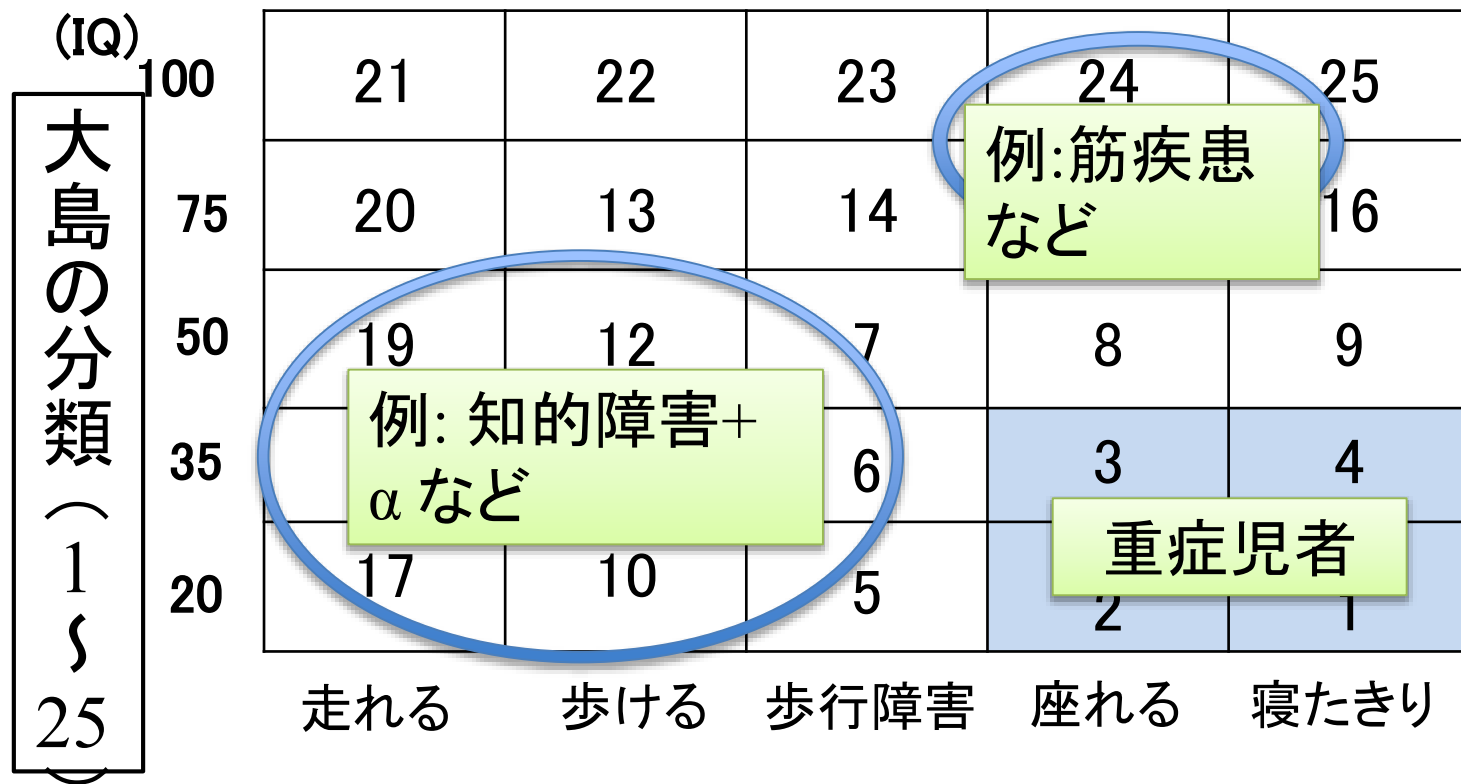 (IQ)
大島の分類（1～25）
100 21 22 23 24 25
75 20 13 14 16
例:筋疾患
など
50 19 12 7 8 9
35 6 3 4
例: 知的障害+
α など
重症児者
20 17 10 5 2 1
走れる 歩ける 歩行障害 座れる 寝たきり